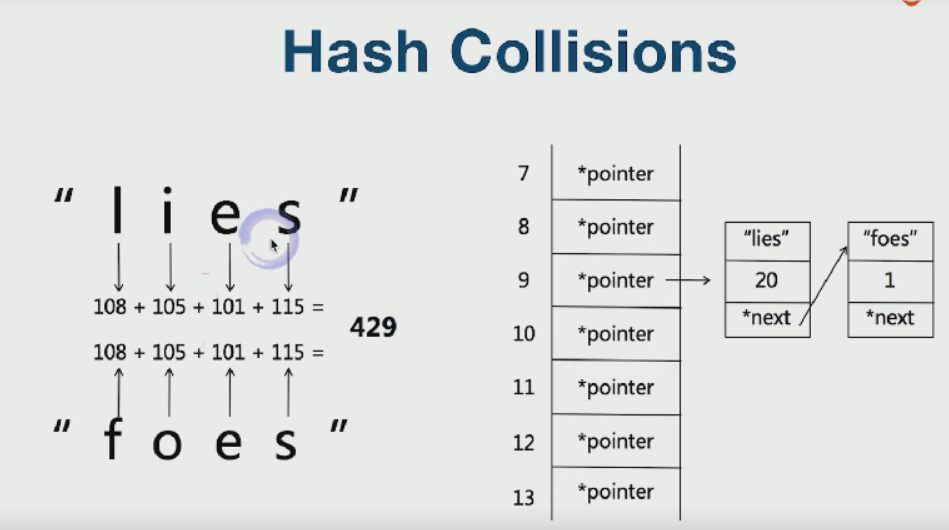 Hash Collisions
“ l i e s ”
108 + 105 + 101 + 115 =
429
108 + 105 + 101 + 115 =
“ f o e s ”
7 *pointer
8 *pointer
9 *pointer
10 *pointer
11 *pointer
12 *pointer
13 *pointer
“lies”
20
*next
“foes”
1
*next